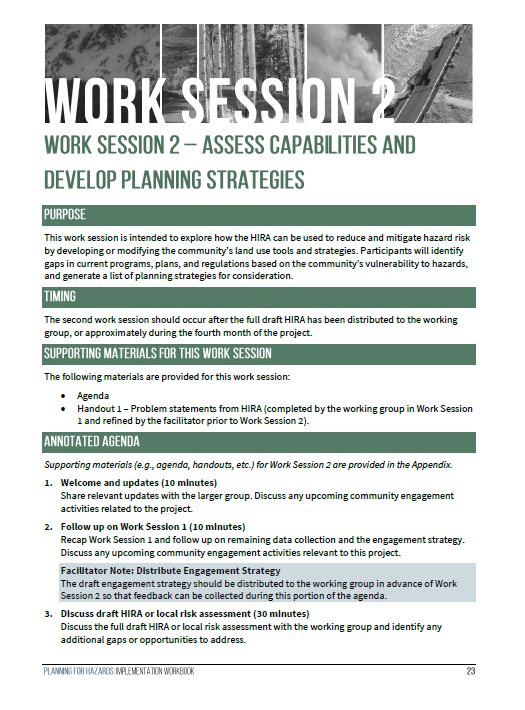 WORK SESSION 2
WORK SESSION 2 – ASSESS CAPABILITIES AND
DEVELOP PLANNING STRATEGIES
PURPOSE
This work session is intended to explore how the HIRA can be used to reduce and mitigate hazard risk
by developing or modifying the community's land use tools and strategies. Participants will identify
gaps in current programs, plans, and regulations based on the community's vulnerability to hazards,
and generate a list of planning strategies for consideration.
TIMING
The second work session should occur after the full draft HIRA has been distributed to the working
group, or approximately during the fourth month of the project.
SUPPORTING MATERIALS FOR THIS WORK SESSION
The following materials are provided for this work session:
• Agenda
• Handout 1 – Problem statements from HIRA (completed by the working group in Work Session
1 and refined by the facilitator prior to Work Session 2).
ANNOTATED AGENDA
Supporting materials (e.g., agenda, handouts, etc.) for Work Session 2 are provided in the Appendix.
1. Welcome and updates (10 minutes)
Share relevant updates with the larger group. Discuss any upcoming community engagement
activities related to the project.
2. Follow up on Work Session 1 (10 minutes)
Recap Work Session 1 and follow up on remaining data collection and the engagement strategy.
Discuss any upcoming community engagement activities relevant to this project.
Facilitator Note: Distribute Engagement Strategy
The draft engagement strategy should be distributed to the working group in advance of Work
Session 2 so that feedback can be collected during this portion of the agenda.
3. Discuss draft HIRA or local risk assessment (30 minutes)
Discuss the full draft HIRA or local risk assessment with the working group and identify any
additional gaps or opportunities to address.
PLANNING FOR HAZARDS: IMPLEMENTATION WORKBOOK
23